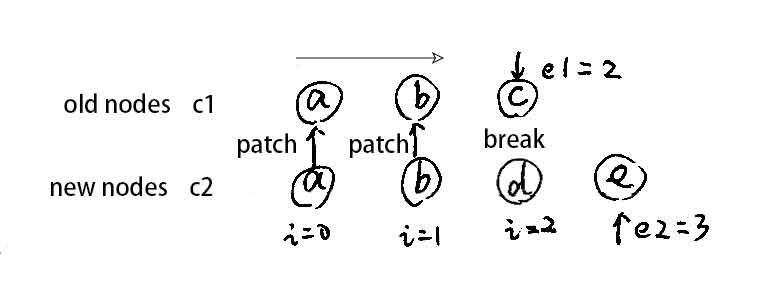 e1=2
old nodes c1 a b c
patch patch break
new nodes c2 a b d e
i=0 i=1 i=2 e2=3